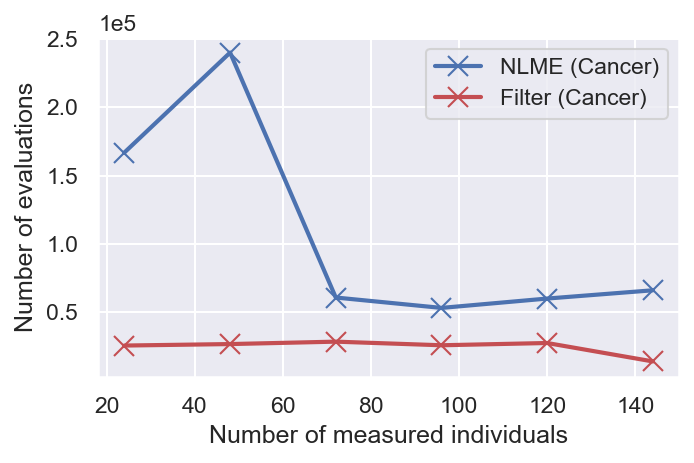 1e5
2.5
2.0
1.5
1.0
0.5
Number of evaluations
NLME (Cancer)
Filter (Cancer)
20 40 60 80 100 120 140
Number of measured individuals